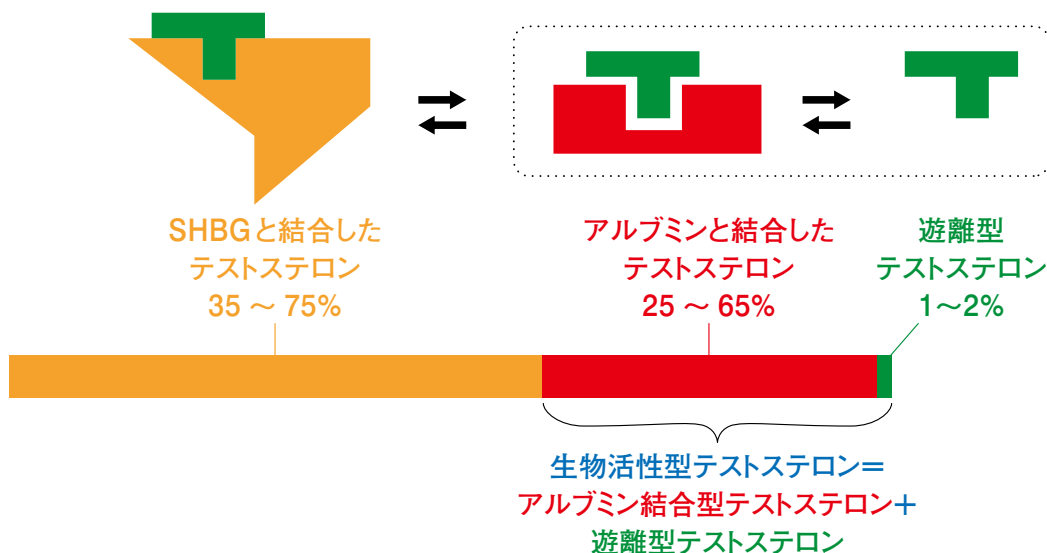 SHBGと結合した
テストステロン
35 〜 75%
アルブミンと結合した
テストステロン
25 〜 65%
遊離型
テストステロン
1〜2%
生物活性型テストステロン=
アルブミン結合型テストステロン+
遊離型テストステロン